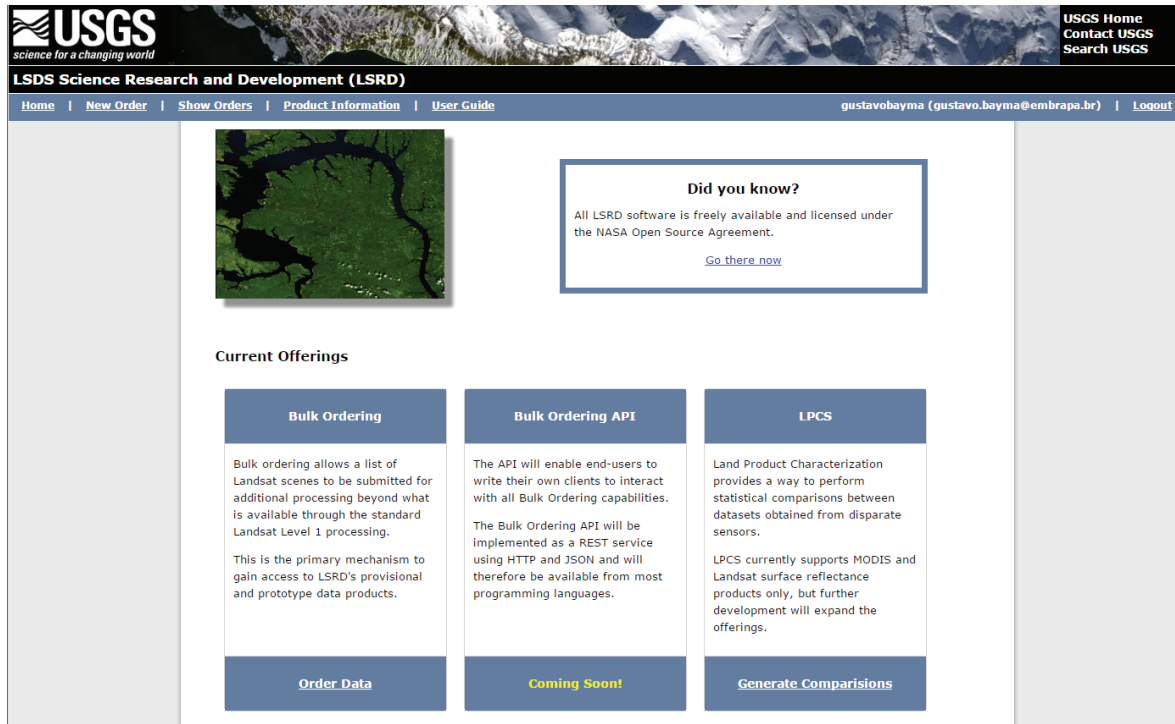 USGS
science for a changing world
USGS Home
Contact USGS
Search USGS
LSDS Science Research and Development (LSRD)
Home | New Order | Show Orders | Product Information | User Guide
gustavobayma (gustavo.bayma@embrapa.br) | Logout
Did you know?
All LSRD software is freely available and licensed under
the NASA Open Source Agreement.
Go there now
Current Offerings
Bulk Ordering
Bulk ordering allows a list of
Landsat scenes to be submitted for
additional processing beyond what
is available through the standard
Landsat Level 1 processing.
This is the primary mechanism to
gain access to LSRD's provisional
and prototype data products.
Order Data
Bulk Ordering API
The API will enable end-users to
write their own clients to interact
with all Bulk Ordering capabilities.
The Bulk Ordering API will be
implemented as a REST service
using HTTP and JSON and will
therefore be available from most
programming languages.
Coming Soon!
LPCS
Land Product Characterization
provides a way to perform
statistical comparisons between
datasets obtained from disparate
sensors.
LPCS currently supports MODIS and
Landsat surface reflectance
products only, but further
development will expand the
offerings.
Generate Comparisions